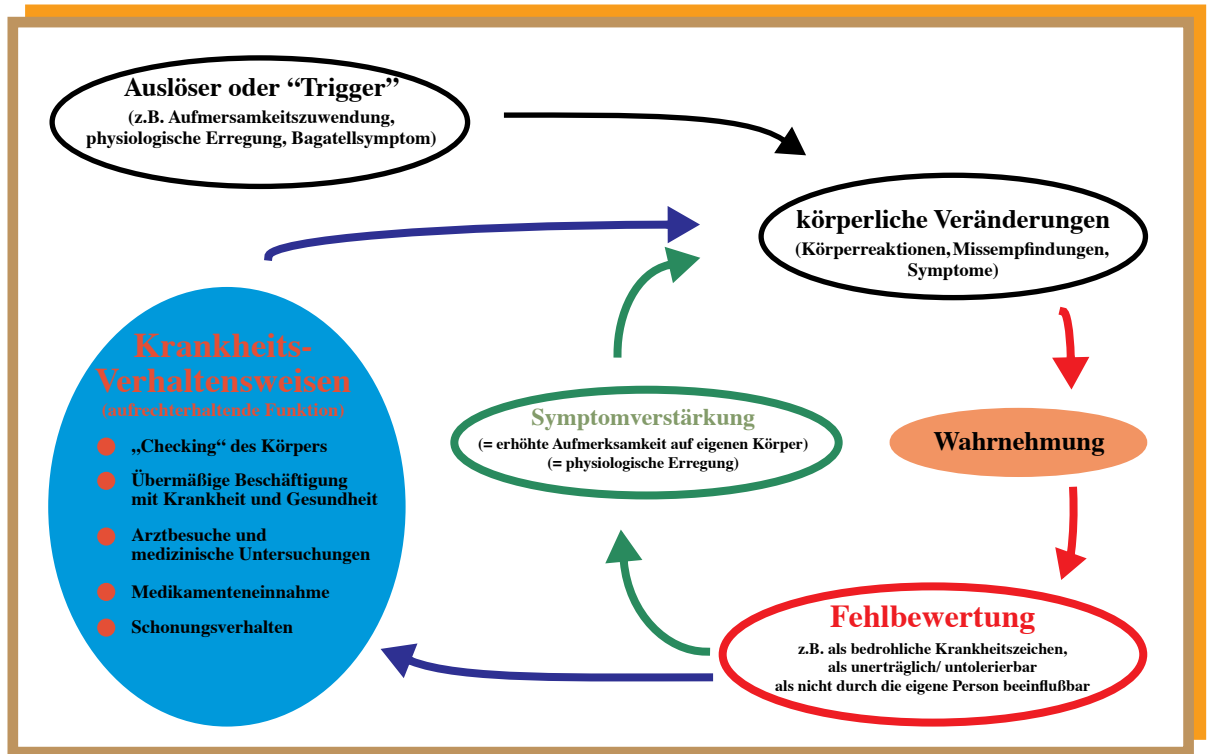 Auslöser oder “Trigger”
(z.B. Aufmersamkeitszuwendung,
physiologische Erregung, Bagatellsymptom)
körperliche Veränderungen
(Körperreaktionen, Missempfindungen,
Symptome)
Krankheits-
Verhaltensweisen
(aufrechterhaltende Funktion)
„Checking“ des Körpers
Übermäßige Beschäftigung
mit Krankheit und Gesundheit
Arztbesuche und
medizinische Untersuchungen
Medikamenteneinnahme
Schonungsverhalten
Symptomverstärkung
(= erhöhte Aufmerksamkeit auf eigenen Körper)
(= physiologische Erregung)
Wahrnehmung
Fehlbewertung
z.B. als bedrohliche Krankheitszeichen,
als unerträglich/ untolerierbar
als nicht durch die eigene Person beeinflußbar